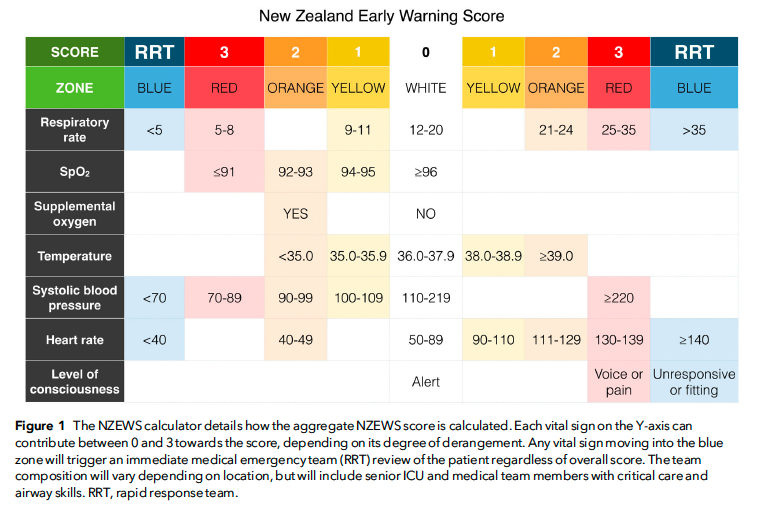 New Zealand Early Warning Score
SCORE RRT 3 2 1 0 1 2 3 RRT
ZONE BLUE RED ORANGE YELLOW WHITE YELLOW ORANGE RED BLUE
Respiratory
rate <5 5-8 9-11 12-20 21-24 25-35 >35
SpO₂ ≤91 92-93 94-95 ≥96
Supplemental
oxygen YES NO
Temperature <35.0 35.0-35.9 36.0-37.9 38.0-38.9 ≥39.0
Systolic blood
pressure <70 70-89 90-99 100-109 110-219 ≥220
Heart rate <40 40-49 50-89 90-110 111-129 130-139 ≥140
Level of Voice or Unresponsive
consciousness Alert pain or fitting
Figure 1 The NZEWS calculator details how the aggregate NZEWS score is calculated. Each vital sign on the Y-axis can
contribute between 0 and 3 towards the score, depending on its degree of derangement. Any vital sign moving into the blue
zone will trigger an immediate medical emergency team (RRT) review of the patient regardless of overall score. The team
composition will vary depending on location, but will include senior ICU and medical team members with critical care and
airway skills. RRT, rapid response team.